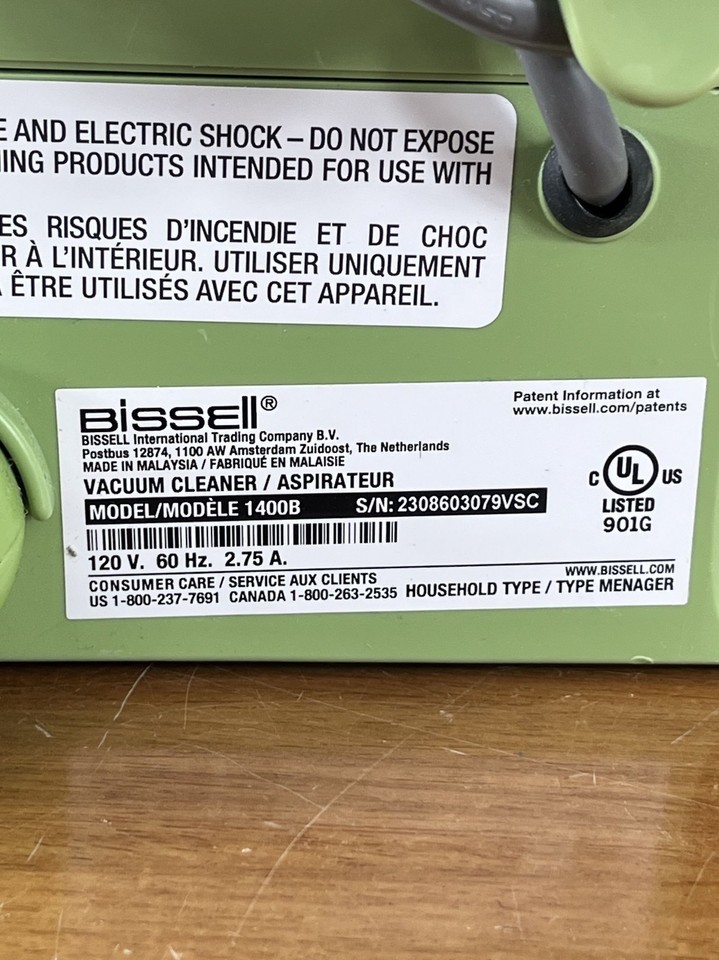 E AND ELECTRIC SHOCK – DO NOT EXPOSE
PRODUCTS INTENDED FOR USE WITH
ES RISQUES D'INCENDIE ET DE CHOC
R À L'INTÉRIEUR. UTILISER UNIQUEMENT
ÊTRE UTILISÉS AVEC CET APPAREIL.
BISSELL®
Patent Information at
www.bissell.com/patents
BISSELL International Trading Company B.V.
Postbus 12874, 1100 AW Amsterdam Zuidoost, The Netherlands
MADE IN MALAYSIA / FABRIQUÉ EN MALAISIE
VACUUM CLEANER / ASPIRATEUR
MODEL/MODÈLE 1400B S/N: 2308603079VSC
C UL US
LISTED
901G
120 V. 60 Hz. 2.75 A.
CONSUMER CARE / SERVICE AUX CLIENTS
WWW.BISSELL.COM
US 1-800-237-7691 CANADA 1-800-263-2535 HOUSEHOLD TYPE / TYPE MENAGER